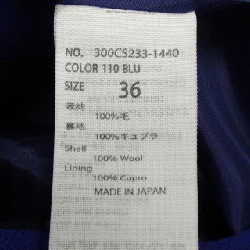 NO. 300CS233-1440
COLOR 110 BLU
SIZE 36
表地
100%毛
裏地
100%キュプラ
Shell
100% Wool
Lining
100% Cupro
MADE IN JAPAN